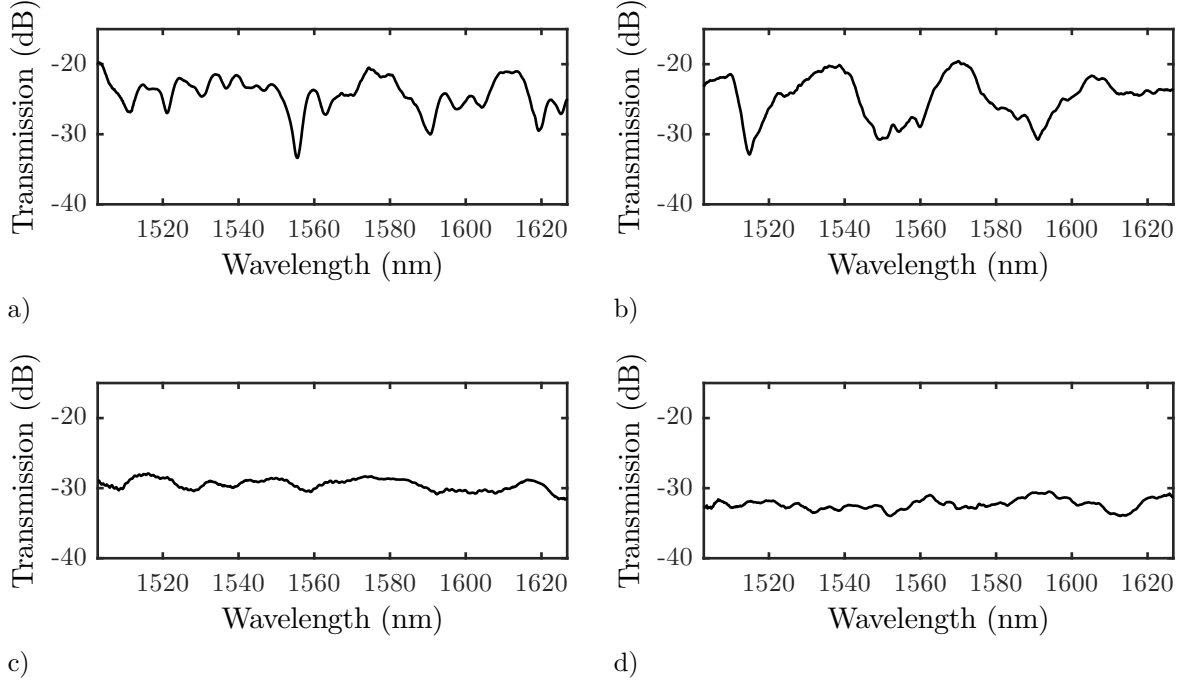 Transmission (dB)
-20
-30
-40
1520 1540 1560 1580 1600 1620
Wavelength (nm)
a)
Transmission (dB)
-20
-30
-40
1520 1540 1560 1580 1600 1620
Wavelength (nm)
b)
Transmission (dB)
-20
-30
-40
1520 1540 1560 1580 1600 1620
Wavelength (nm)
c)
Transmission (dB)
-20
-30
-40
1520 1540 1560 1580 1600 1620
Wavelength (nm)
d)